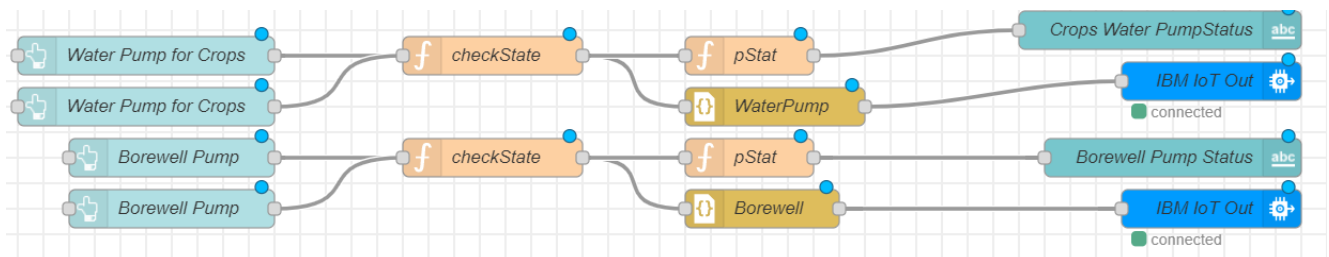 Crops Water PumpStatus abc
Water Pump for Crops f checkState f pStat
IBM IoT Out
Water Pump for Crops {} WaterPump
connected
Borewell Pump f checkState f pStat Borewell Pump Status abc
Borewell Pump {} Borewell IBM IoT Out
connected